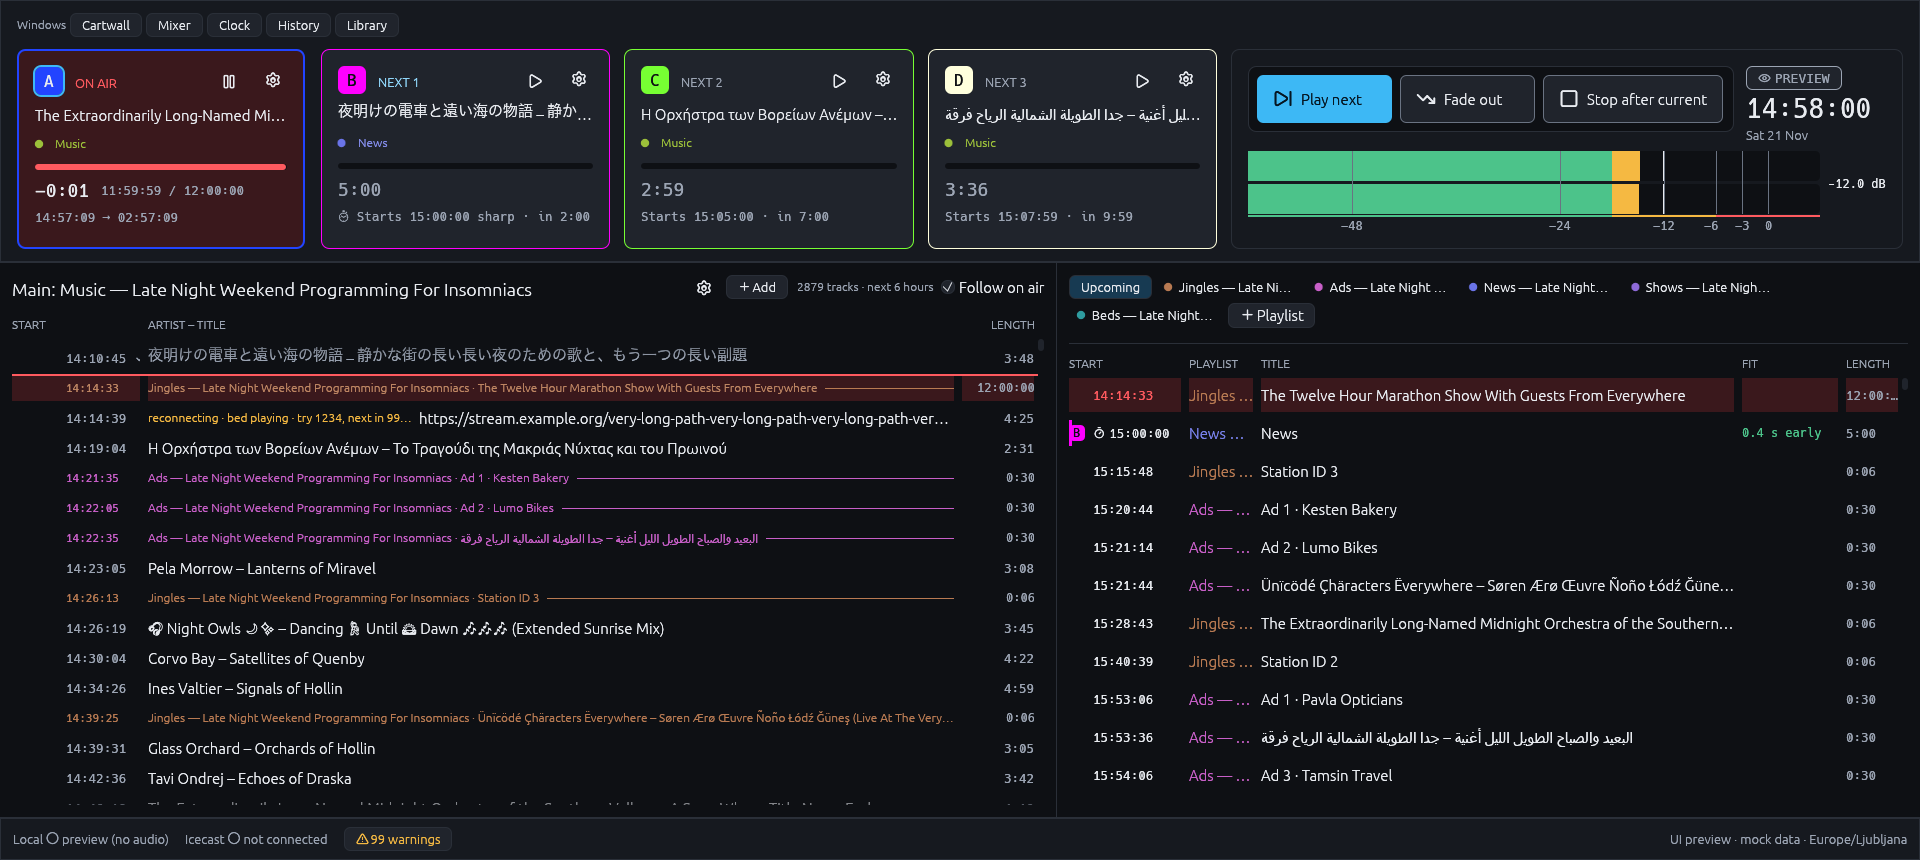 Windows Cartwall Mixer Clock History Library
A ON AIR
The Extraordinarily Long-Named Mi...
Music
−0:01 11:59:59 / 12:00:00
14:57:09 → 02:57:09
B NEXT 1
夜明けの電車と遠い海の物語 – 静か...
News
5:00
Starts 15:00:00 sharp · in 2:00
C NEXT 2
Η Ορχήστρα των Βορείων Ανέμων –...
Music
2:59
Starts 15:05:00 · in 7:00
D NEXT 3
فرقة الرياح الشمالية الطويلة جدا – أغنية الليل...
Music
3:36
Starts 15:07:59 · in 9:59
Play next Fade out Stop after current
PREVIEW
14:58:00
Sat 21 Nov
-12.0 dB
−48 −24 −12 −6 −3 0
Main: Music — Late Night Weekend Programming For Insomniacs
+ Add 2879 tracks · next 6 hours Follow on air
START ARTIST – TITLE LENGTH
14:10:45 夜明けの電車と遠い海の物語 – 静かな街の長い長い夜のための歌と、もう一つの長い副題 3:48
14:14:33 Jingles — Late Night Weekend Programming For Insomniacs · The Twelve Hour Marathon Show With Guests From Everywhere 12:00:00
14:14:39 reconnecting · bed playing · try 1234, next in 99... https://stream.example.org/very-long-path-very-long-path-very-long-path-ver... 4:25
14:19:04 Η Ορχήστρα των Βορείων Ανέμων – Το Τραγούδι της Μακριάς Νύχτας και του Πρωινού 2:31
14:21:35 Ads — Late Night Weekend Programming For Insomniacs · Ad 1 · Kesten Bakery 0:30
14:22:05 Ads — Late Night Weekend Programming For Insomniacs · Ad 2 · Lumo Bikes 0:30
14:22:35 Ads — Late Night Weekend Programming For Insomniacs · فرقة الرياح الشمالية الطويلة جدا – أغنية الليل الطويل والصباح البعيد 0:30
14:23:05 Pela Morrow – Lanterns of Miravel 3:08
14:26:13 Jingles — Late Night Weekend Programming For Insomniacs · Station ID 3 0:06
14:26:19 🎧 Night Owls 🌙✨ – Dancing 💃 Until 🌅 Dawn 🎶🎶🎶 (Extended Sunrise Mix) 3:45
14:30:04 Corvo Bay – Satellites of Quenby 4:22
14:34:26 Ines Valtier – Signals of Hollin 4:59
14:39:25 Jingles — Late Night Weekend Programming For Insomniacs · Ünïcödé Çhäracters Ëverywhere – Søren Ærø Œuvre Ñoño Łódź Ğüneş (Live At The Very... 0:06
14:39:31 Glass Orchard – Orchards of Hollin 3:05
14:42:36 Tavi Ondrej – Echoes of Draska 3:42
Upcoming Jingles — Late Ni... Ads — Late Night ... News — Late Night... Shows — Late Nigh...
Beds — Late Night... + Playlist
START PLAYLIST TITLE FIT LENGTH
14:14:33 Jingles ... The Twelve Hour Marathon Show With Guests From Everywhere 12:00:...
B 15:00:00 News ... News 0.4 s early 5:00
15:15:48 Jingles ... Station ID 3 0:06
15:20:44 Ads — ... Ad 1 · Kesten Bakery 0:30
15:21:14 Ads — ... Ad 2 · Lumo Bikes 0:30
15:21:44 Ads — ... Ünïcödé Çhäracters Ëverywhere – Søren Ærø Œuvre Ñoño Łódź Ğüne... 0:30
15:28:43 Jingles ... The Extraordinarily Long-Named Midnight Orchestra of the Southern... 0:06
15:40:39 Jingles ... Station ID 2 0:06
15:53:06 Ads — ... Ad 1 · Pavla Opticians 0:30
15:53:36 Ads — ... فرقة الرياح الشمالية الطويلة جدا – أغنية الليل الطويل والصباح البعيد 0:30
15:54:06 Ads — ... Ad 3 · Tamsin Travel 0:30
Local preview (no audio) Icecast not connected 99 warnings UI preview · mock data · Europe/Ljubljana